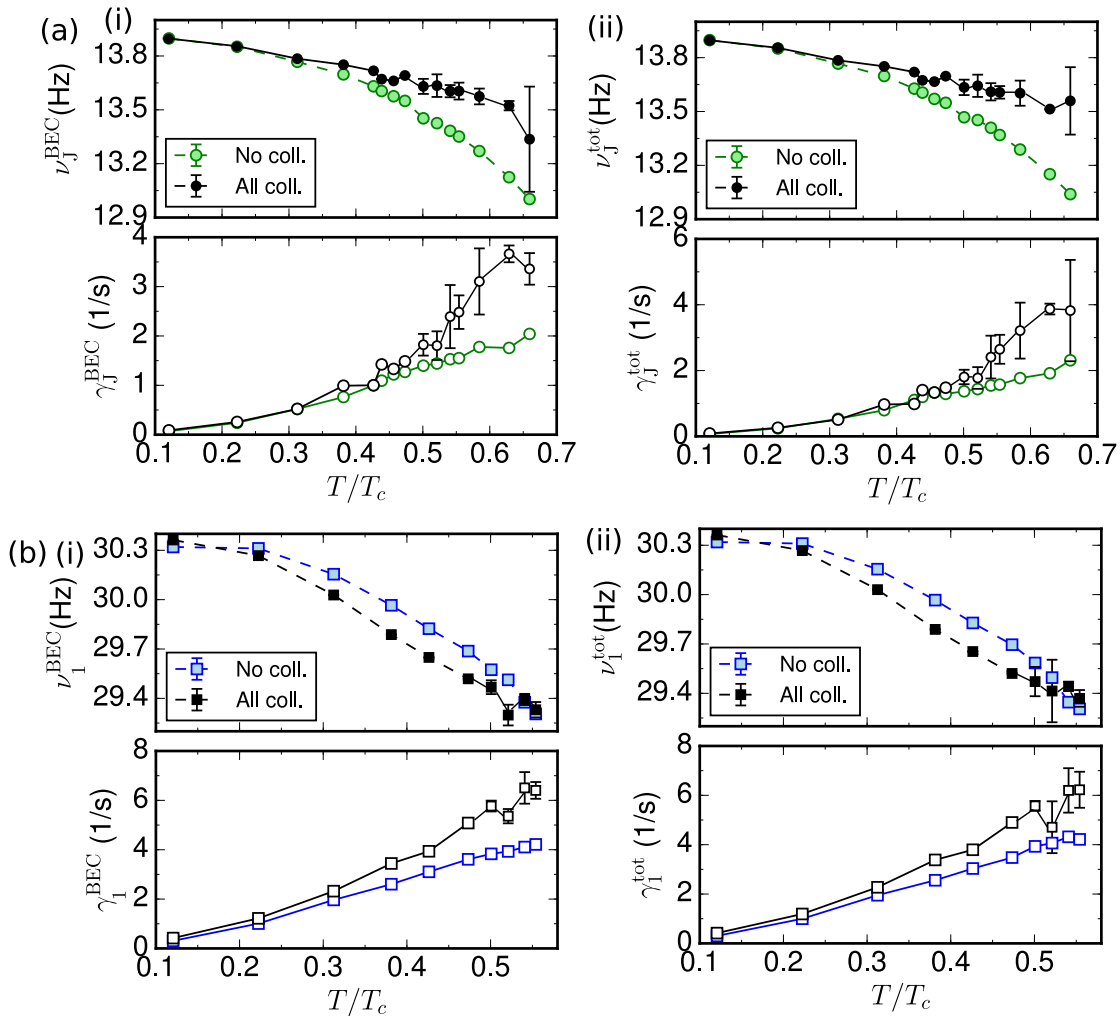 (a) (i)
13.8
13.5
13.2
12.9
ν_J^BEC (Hz)
No coll.
All coll.
4
3
2
1
0
γ_J^BEC (1/s)
0.1 0.2 0.3 0.4 0.5 0.6 0.7
T/T_c
(ii)
13.8
13.5
13.2
12.9
ν_J^tot (Hz)
No coll.
All coll.
6
4
2
0
γ_J^tot (1/s)
0.1 0.2 0.3 0.4 0.5 0.6 0.7
T/T_c
(b) (i)
30.3
30.0
29.7
29.4
ν_1^BEC (Hz)
No coll.
All coll.
8
6
4
2
0
γ_1^BEC (1/s)
0.1 0.2 0.3 0.4 0.5
T/T_c
(ii)
30.3
30.0
29.7
29.4
ν_1^tot (Hz)
No coll.
All coll.
8
6
4
2
0
γ_1^tot (1/s)
0.1 0.2 0.3 0.4 0.5
T/T_c